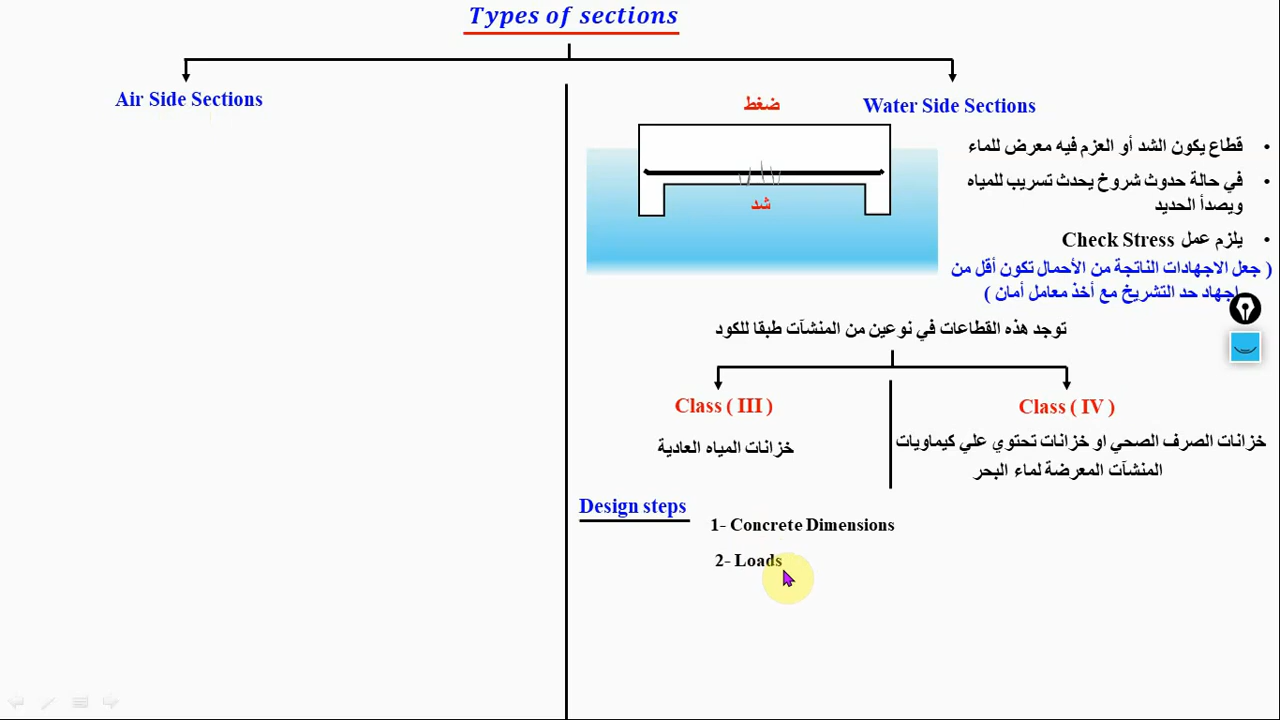 Types of sections
Air Side Sections
Water Side Sections
ضغط
شد
• قطاع يكون الشد أو العزم فيه معرض للماء
• في حالة حدوث شروخ يحدث تسريب للمياه
ويصدأ الحديد
• يلزم عمل Check Stress
( جعل الاجهادات الناتجة من الأحمال تكون أقل من
اجهاد حد التشريخ مع أخذ معامل أمان )
توجد هذه القطاعات في نوعين من المنشآت طبقا للكود
Class ( III )
خزانات المياه العادية
Class ( IV )
خزانات الصرف الصحي او خزانات تحتوي علي كيماويات
المنشآت المعرضة لماء البحر
Design steps
1- Concrete Dimensions
2- Loads